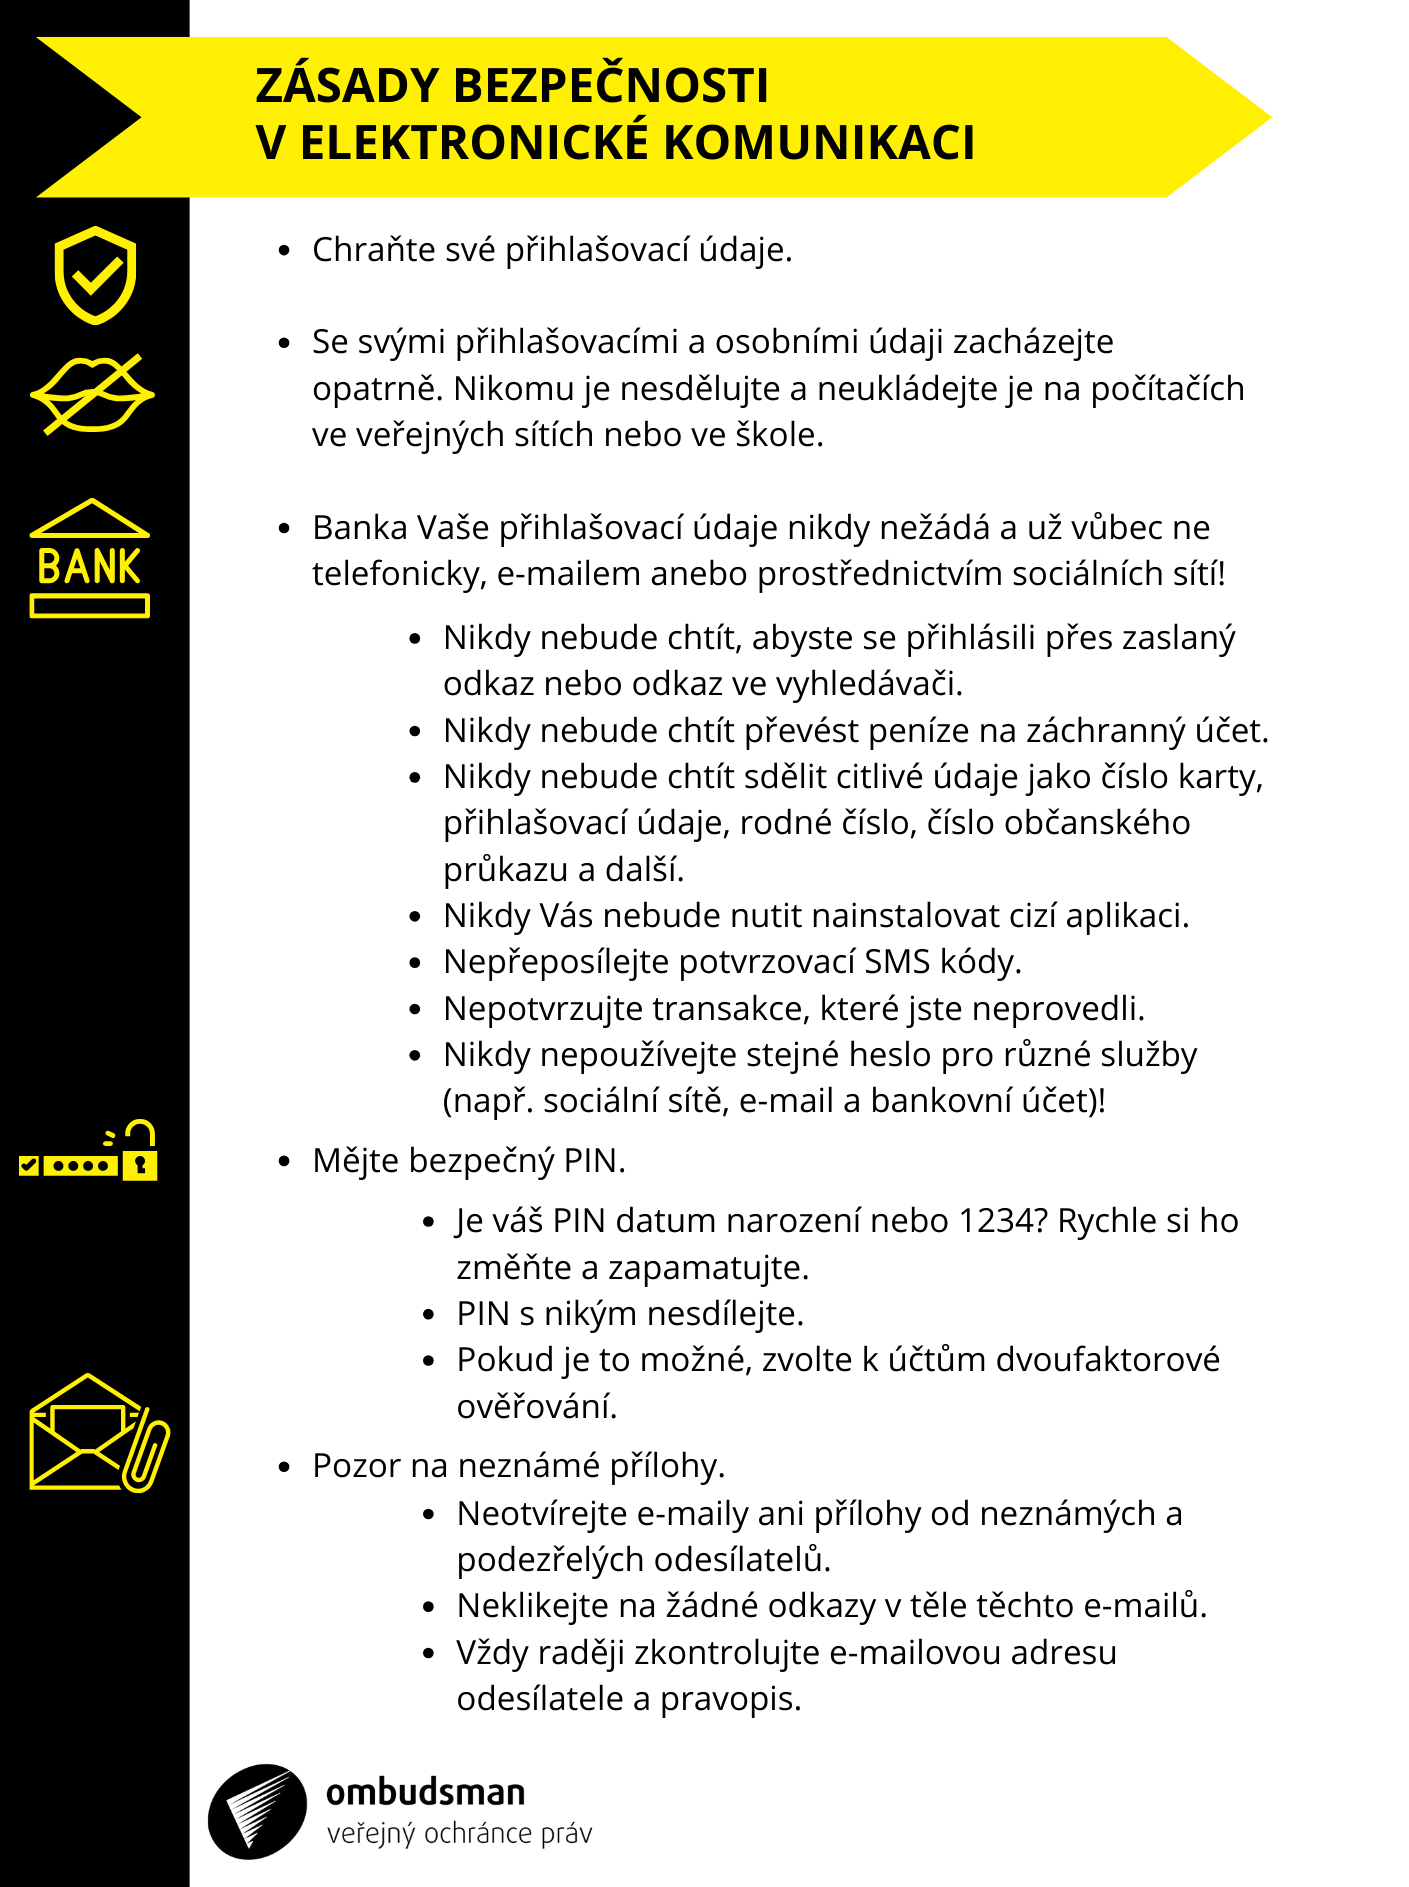 ZÁSADY BEZPEČNOSTI
V ELEKTRONICKÉ KOMUNIKACI
• Chraňte své přihlašovací údaje.
• Se svými přihlašovacími a osobními údaji zacházejte
opatrně. Nikomu je nesdělujte a neukládejte je na počítačích
ve veřejných sítích nebo ve škole.
BANK
• Banka Vaše přihlašovací údaje nikdy nežádá a už vůbec ne
telefonicky, e-mailem anebo prostřednictvím sociálních sítí!
• Nikdy nebude chtít, abyste se přihlásili přes zaslaný
odkaz nebo odkaz ve vyhledávači.
• Nikdy nebude chtít převést peníze na záchranný účet.
• Nikdy nebude chtít sdělit citlivé údaje jako číslo karty,
přihlašovací údaje, rodné číslo, číslo občanského
průkazu a další.
• Nikdy Vás nebude nutit nainstalovat cizí aplikaci.
• Nepřeposílejte potvrzovací SMS kódy.
• Nepotvrzujte transakce, které jste neprovedli.
• Nikdy nepoužívejte stejné heslo pro různé služby
(např. sociální sítě, e-mail a bankovní účet)!
• Mějte bezpečný PIN.
• Je váš PIN datum narození nebo 1234? Rychle si ho
změňte a zapamatujte.
• PIN s nikým nesdílejte.
• Pokud je to možné, zvolte k účtům dvoufaktorové
ověřování.
• Pozor na neznámé přílohy.
• Neotvírejte e-maily ani přílohy od neznámých a
podezřelých odesílatelů.
• Neklikejte na žádné odkazy v těle těchto e-mailů.
• Vždy raději zkontrolujte e-mailovou adresu
odesílatele a pravopis.
ombudsman
veřejný ochránce práv